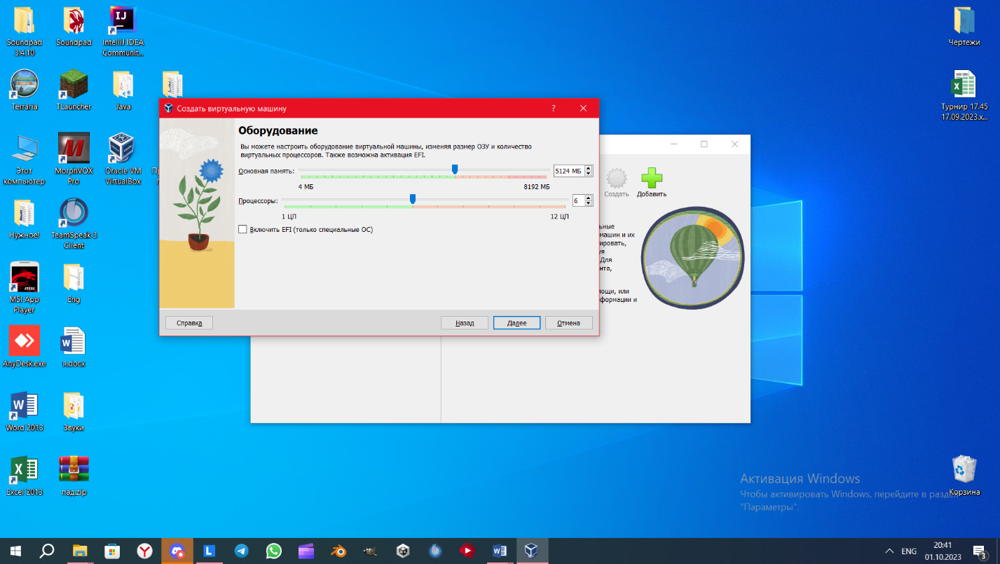 Soundpad
3.4.10
Soundpad
IntelliJ IDEA
Communit...
Чертежи
Terraria
TLauncher
Java
Турнир 17.45
17.09.2023.x...
Создать виртуальную машину
?
Оборудование
Вы можете настроить оборудование виртуальной машины, изменяя размер ОЗУ и количество
виртуальных процессоров. Также возможна активация EFI.
Основная память:
5124 МБ
4 МБ
8192 МБ
Процессоры:
6
1 ЦП
12 ЦП
Включить EFI (только специальные ОС)
Справка
Назад
Далее
Отмена
Создать
Добавить
ьные
машин и их
ировать,
уя
Для
нта,
ощи, или
формации и
Этот
компьютер
MorphVOX
Pro
Oracle VM
VirtualBox
Нужное!
TeamSpeak 3
Client
MSI App
Player
Eng
AnyDesk.exe
я.docx
Word 2013
Звуки
Excel 2013
пад.zip
Активация Windows
Чтобы активировать Windows, перейдите в раздел
"Параметры".
Корзина
ENG
20:41
01.10.2023
3